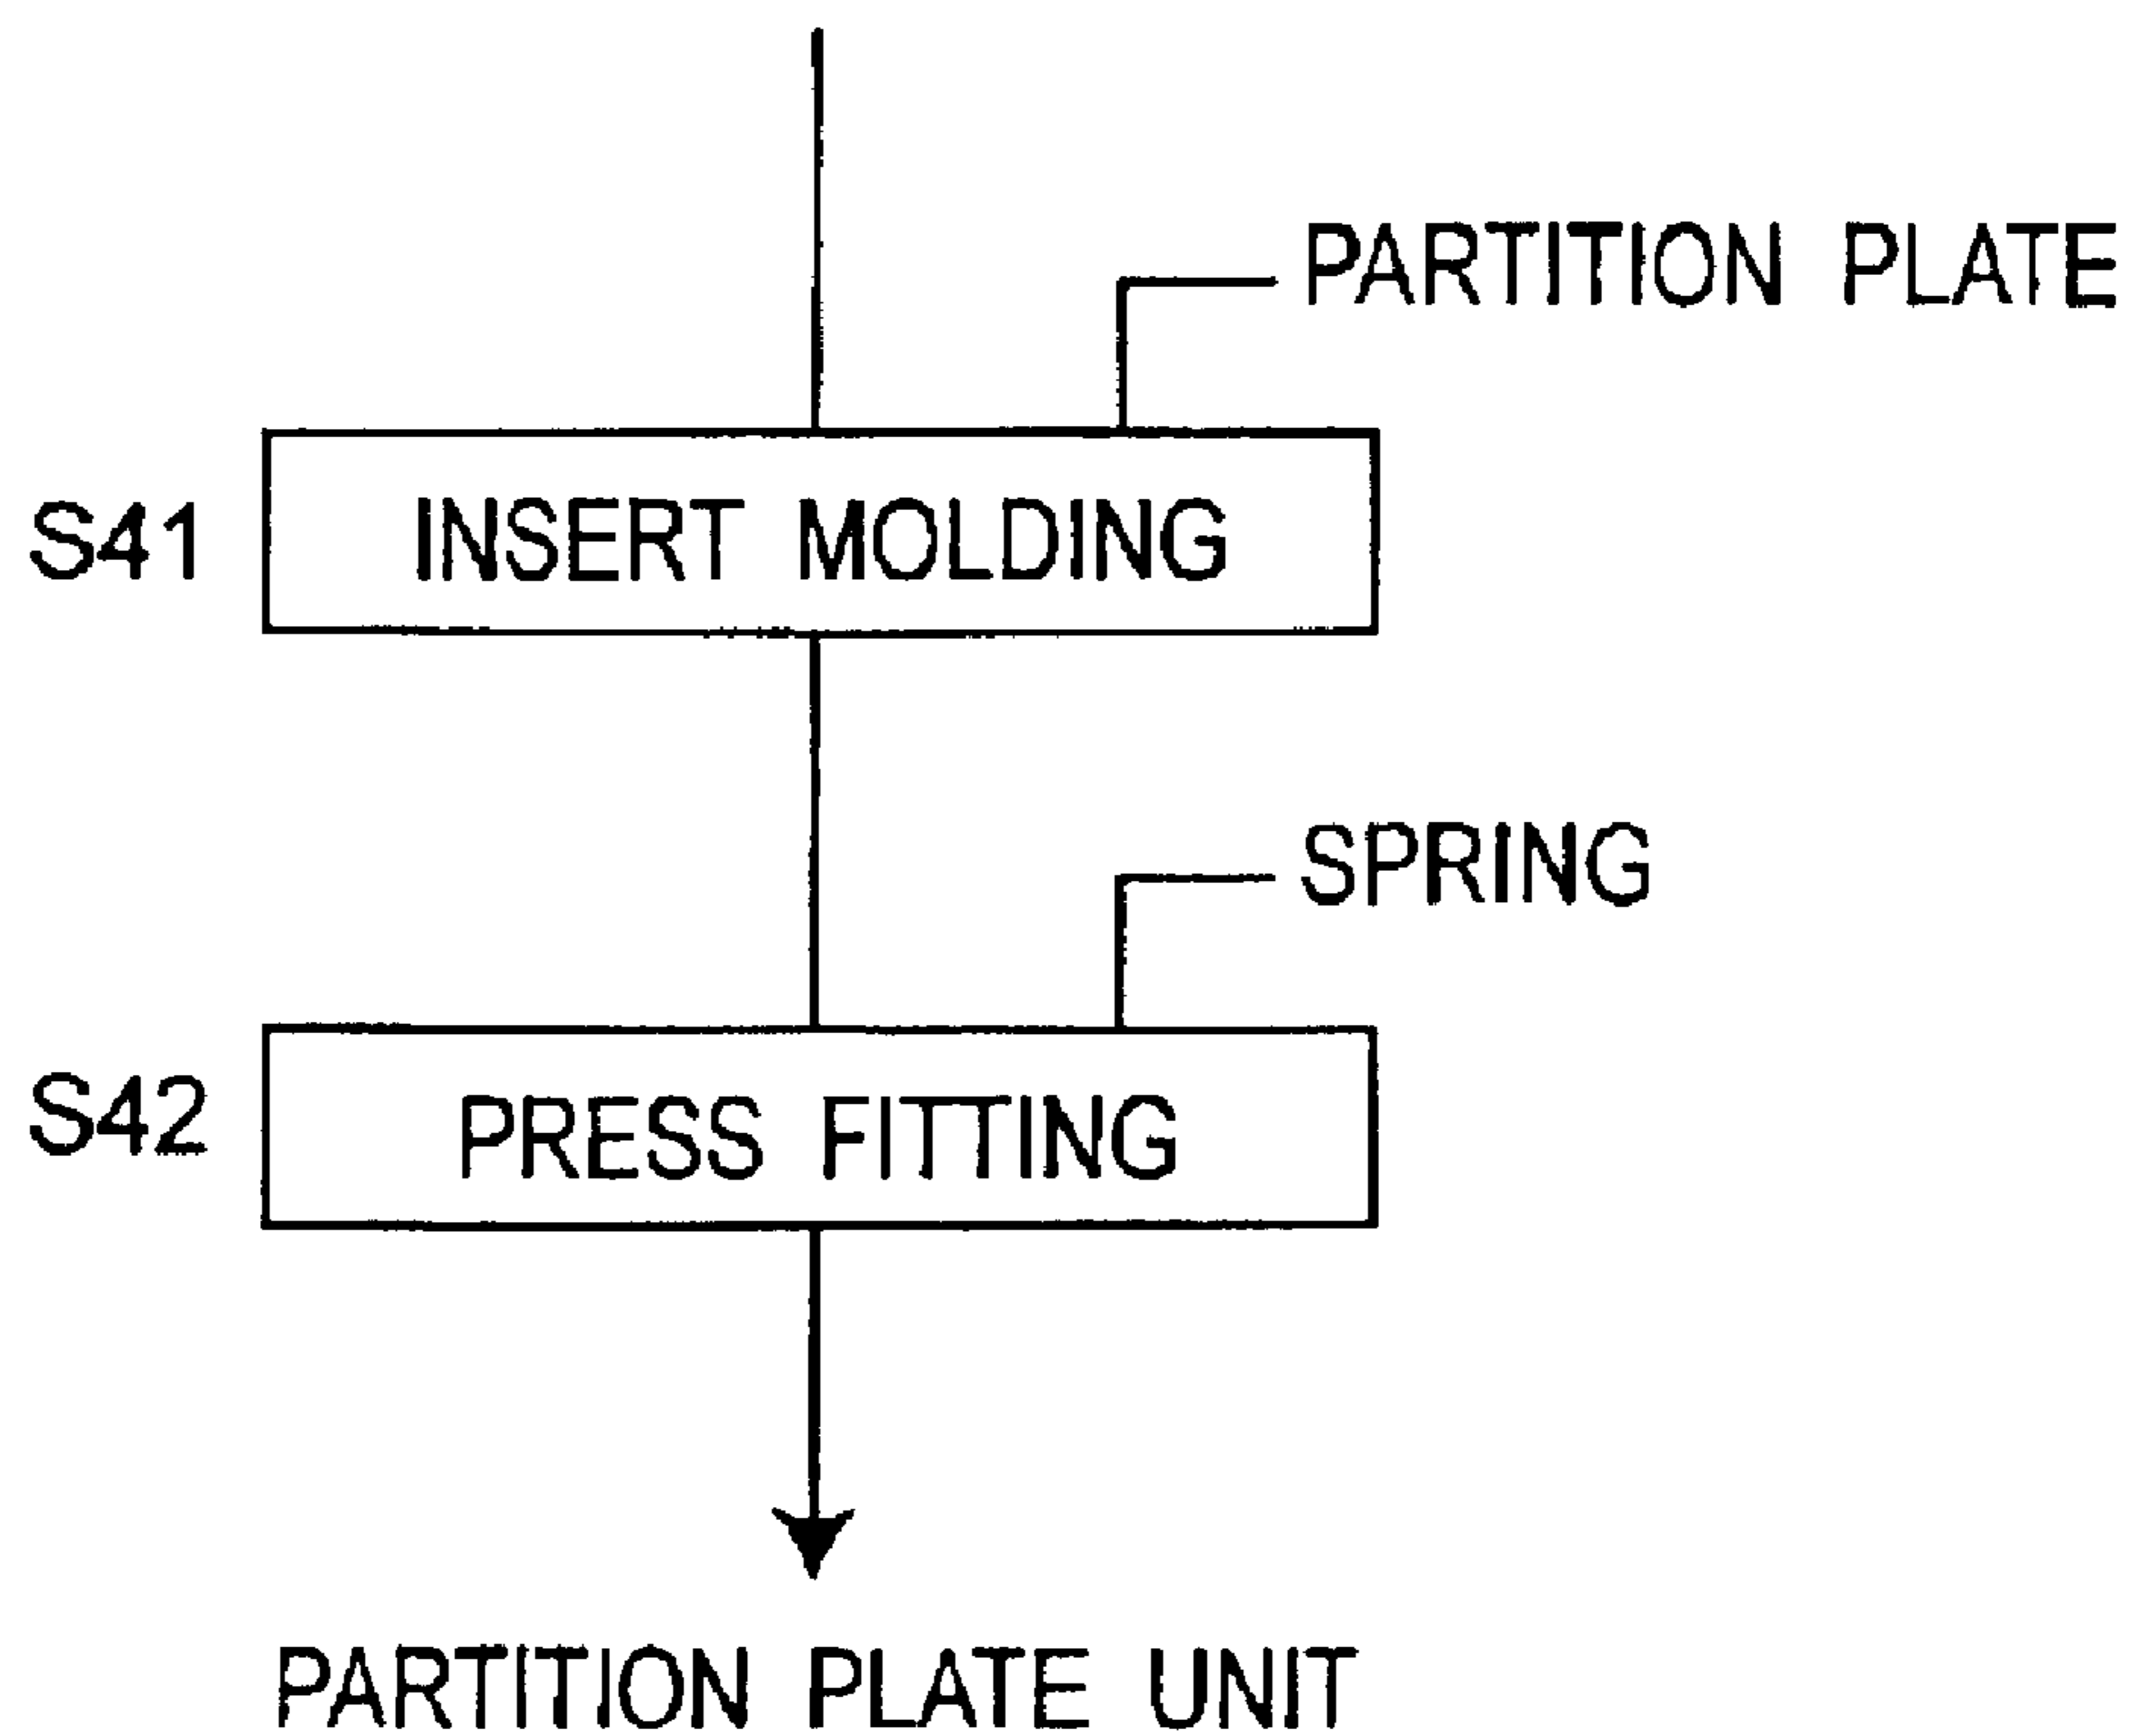 PARTITION PLATE
S41 INSERT MOLDING
SPRING
S42 PRESS FITTING
PARTITION PLATE UNIT